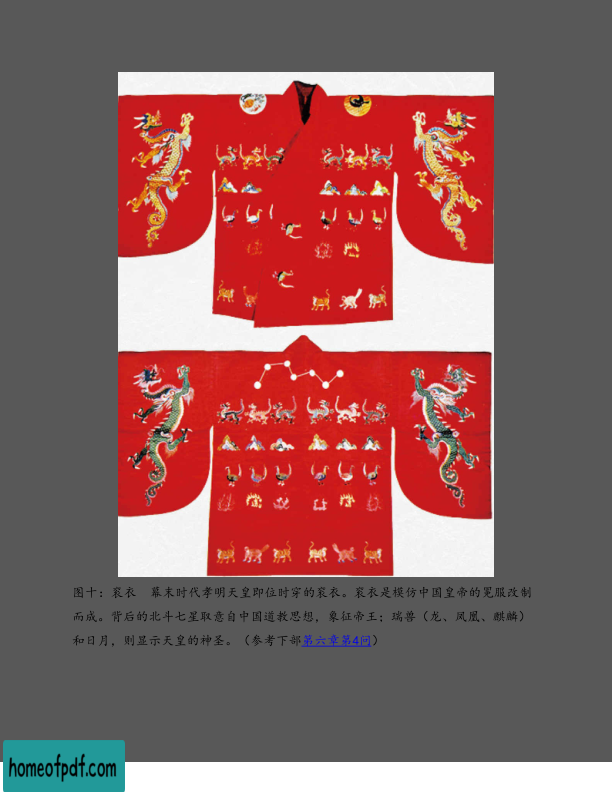 图十：衮衣　幕末时代孝明天皇即位时穿的衮衣。衮衣是模仿中国皇帝的冕服改制
而成。背后的北斗七星取意自中国道教思想，象征帝王；瑞兽（龙、凤凰、麒麟）
和日月，则显示天皇的神圣。（参考下部第六章第4问）
homeofpdf.com